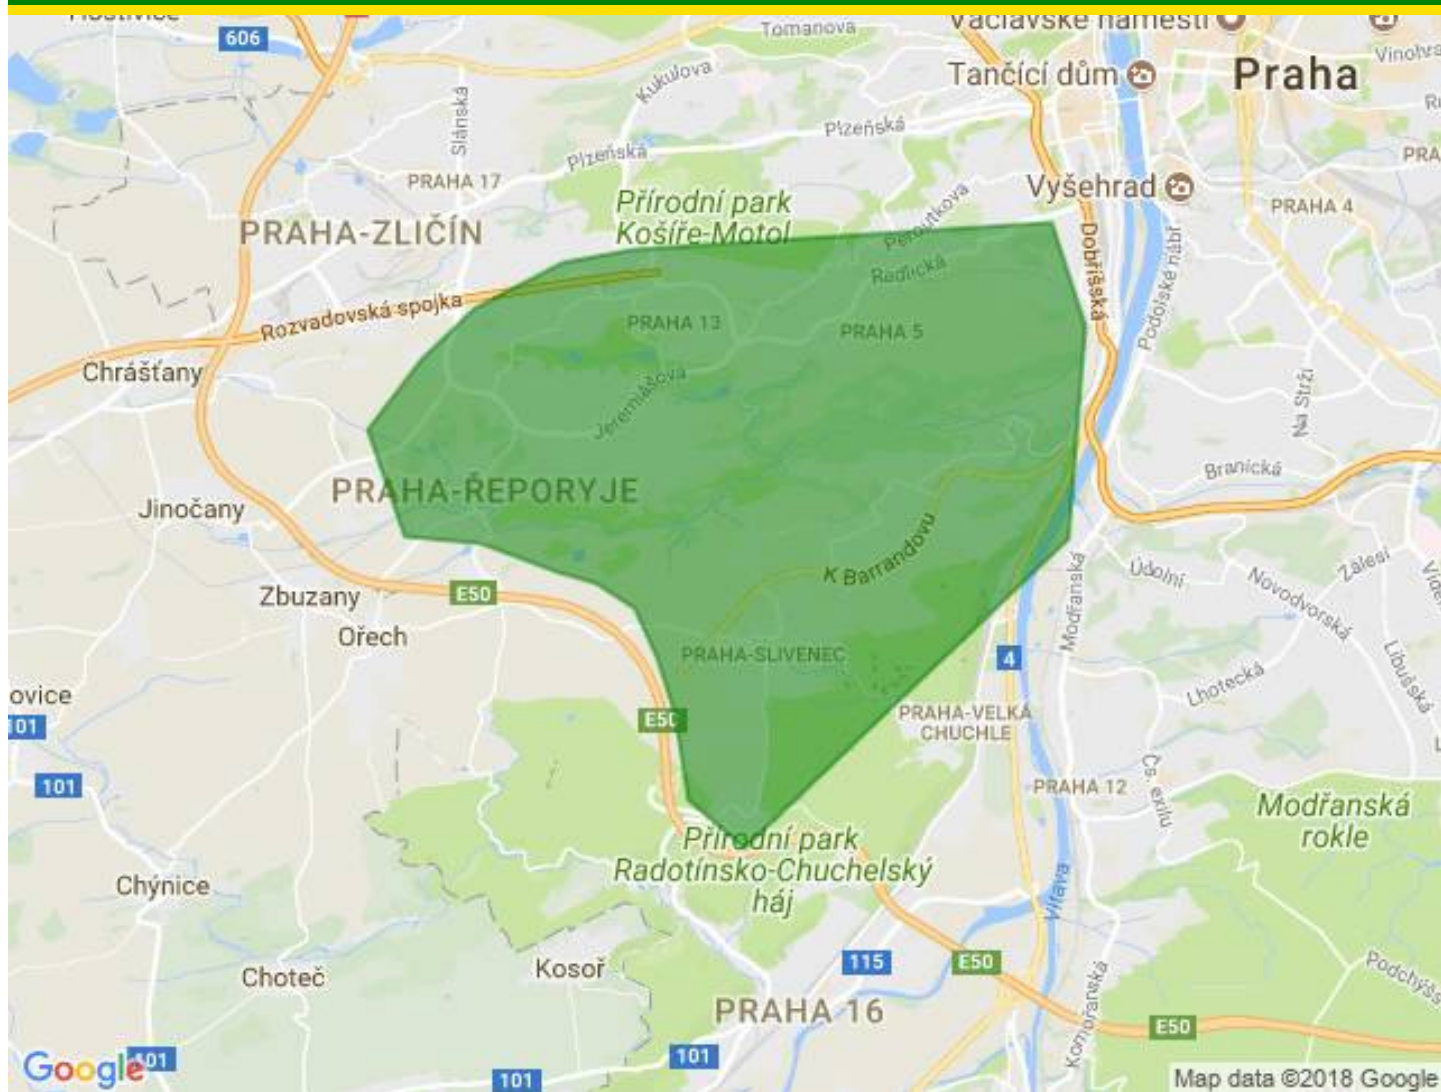 606
Tomanova
Václavské náměstí
Tančící dům
Praha
Kukulova
Slánská
Plzeňská
Plzeňská
PRAHA 17
Přírodní park
Košíře-Motol
Vyšehrad
PRAHA 4
PRAHA-ZLIČÍN
Peroutkova
Radlická
Dobříšská
Podolské nábř
Rozvadovská spojka
PRAHA 13
PRAHA 5
Chrášťany
Jeremiášova
Na Strži
Branická
PRAHA-ŘEPORYJE
Jinočany
K Barrandovu
Údolní
Novodvorská
Zálesí
Zbuzany
E50
Modřanská
Ořech
PRAHA-SLIVENEC
4
Libušská
Lhotecká
ovice
101
E50
PRAHA-VELKÁ
CHUCHLE
101
PRAHA 12
Čs. exilu
Modřanská
rokle
Přírodní park
Radotínsko-Chuchelský
háj
Chýnice
Vltava
Choteč
Kosoř
115
E50
Podchýšs
PRAHA 16
Komořanská
E50
101
101
101
Google
Map data ©2018 Google